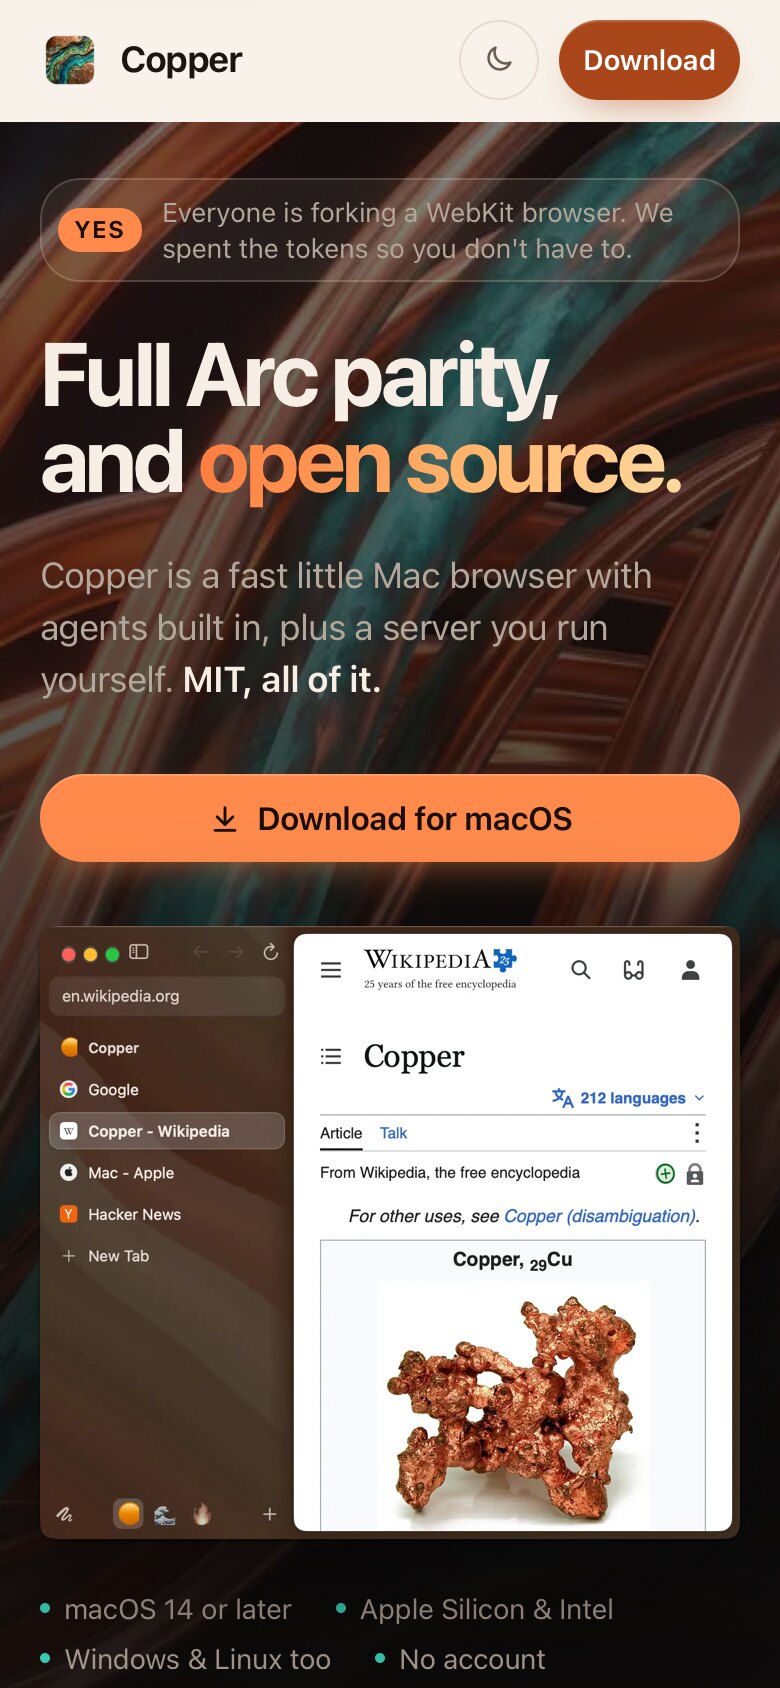 Copper
Download
YES
Everyone is forking a WebKit browser. We
spent the tokens so you don't have to.
Full Arc parity,
and open source.
Copper is a fast little Mac browser with
agents built in, plus a server you run
yourself. MIT, all of it.
Download for macOS
en.wikipedia.org
Copper
Google
W Copper - Wikipedia
Mac - Apple
Y Hacker News
New Tab
WIKIPEDIA 25
25 years of the free encyclopedia
Copper
212 languages
Article Talk
From Wikipedia, the free encyclopedia
For other uses, see Copper (disambiguation).
Copper, 29Cu
macOS 14 or later
Apple Silicon & Intel
Windows & Linux too
No account